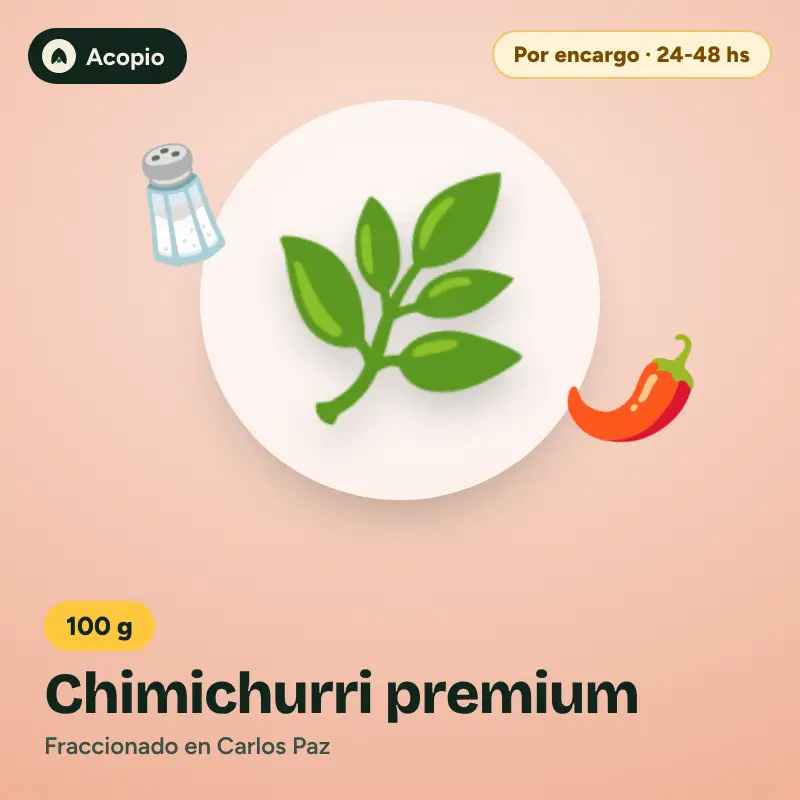 Acopio
Por encargo · 24-48 hs
100 g
Chimichurri premium
Fraccionado en Carlos Paz